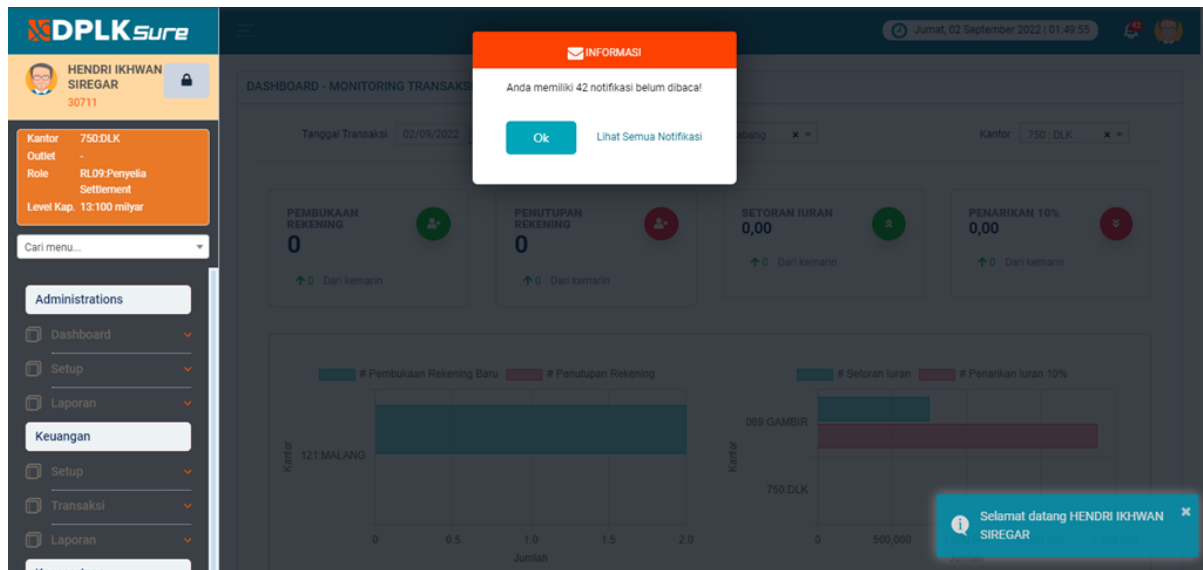 DPLKSure
HENDRI IKHWAN
SIREGAR
30711
Kantor 750:DLK
Outlet -
Role RL09:Penyelia
Settlement
Level Kap. 13:100 milyar
Cari menu...
Administrations
Dashboard
Setup
Laporan
Keuangan
Setup
Transaksi
Laporan
Jumat, 02 September 2022 | 01:49:55
42
INFORMASI
Anda memiliki 42 notifikasi belum dibaca!
Ok Lihat Semua Notifikasi
DASHBOARD - MONITORING TRANSAKSI
Tanggal Transaksi 02/09/2022
abang × Kantor 750 : DLK ×
PEMBUKAAN
REKENING
0
0 Dari kemarin
PENUTUPAN
REKENING
0
0 Dari kemarin
SETORAN IURAN
0,00
0 Dari kemarin
PENARIKAN 10%
0,00
0 Dari kemarin
# Pembukaan Rekening Baru # Penutupan Rekening
Kantor
121:MALANG
0 0.5 1.0 1.5 2.0
Jumlah
# Setoran Iuran # Penarikan Iuran 10%
Kantor
089:GAMBIR
750:DLK
0 500,000
Selamat datang HENDRI IKHWAN ×
SIREGAR